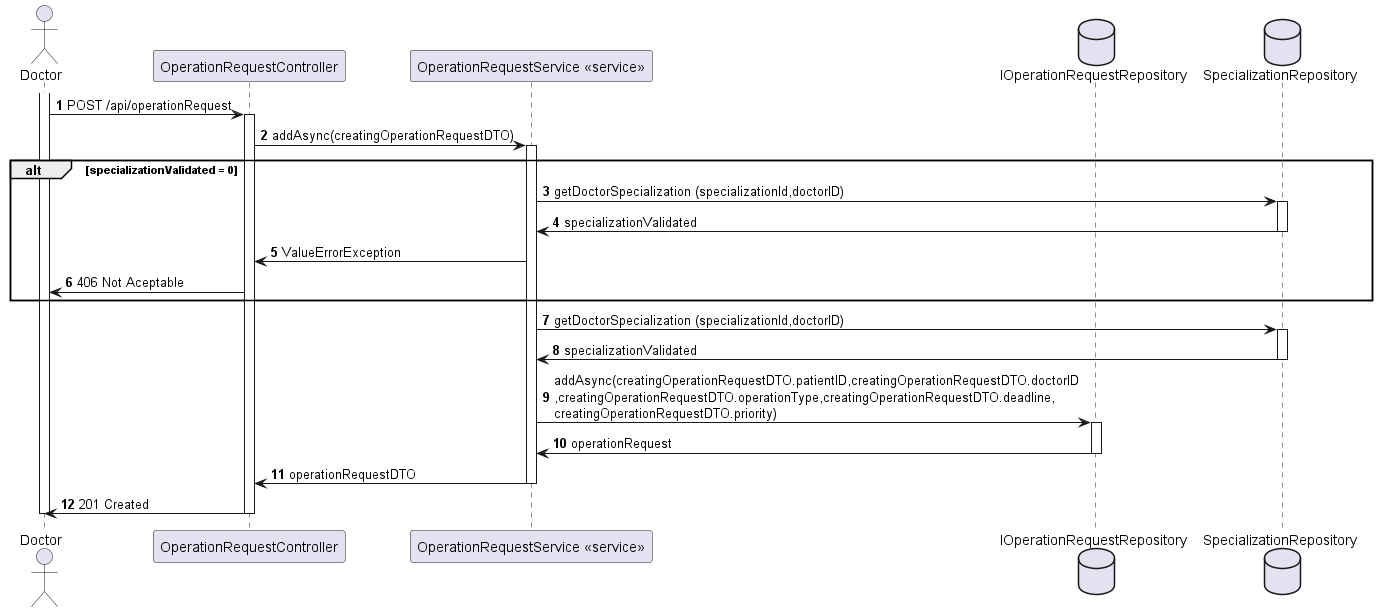 Doctor
OperationRequestController
OperationRequestService «service»
IOperationRequestRepository
SpecializationRepository
1 POST /api/operationRequest
2 addAsync(creatingOperationRequestDTO)
alt [specializationValidated = 0]
3 getDoctorSpecialization (specializationId,doctorID)
4 specializationValidated
5 ValueErrorException
6 406 Not Aceptable
7 getDoctorSpecialization (specializationId,doctorID)
8 specializationValidated
addAsync(creatingOperationRequestDTO.patientID,creatingOperationRequestDTO.doctorID
9 ,creatingOperationRequestDTO.operationType,creatingOperationRequestDTO.deadline,
creatingOperationRequestDTO.priority)
10 operationRequest
11 operationRequestDTO
12 201 Created
Doctor
OperationRequestController
OperationRequestService «service»
IOperationRequestRepository
SpecializationRepository